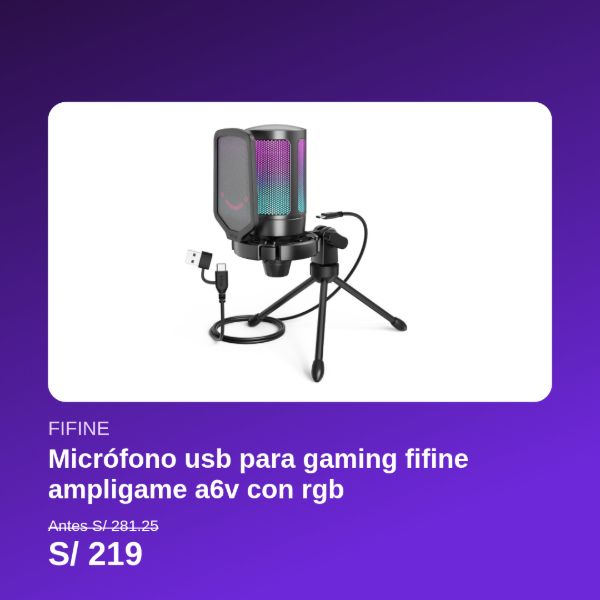 FIFINE
Micrófono usb para gaming fifine
ampligame a6v con rgb
Antes S/ 281.25
S/ 219